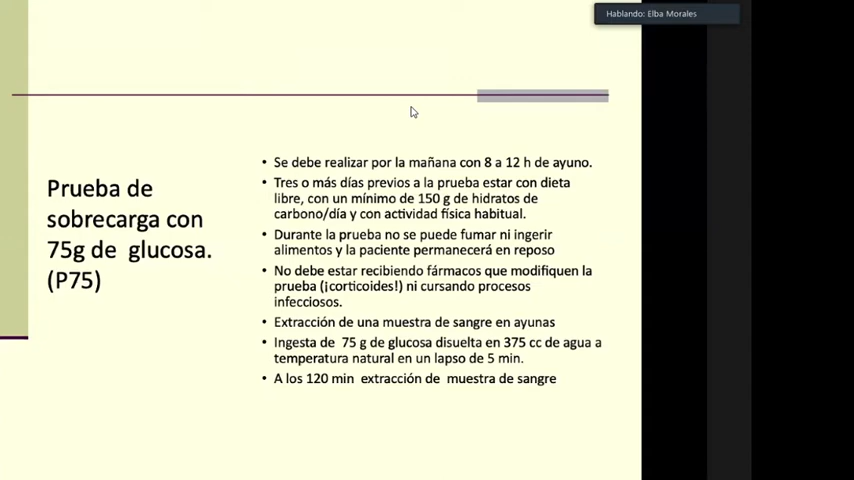 Hablando: Elba Morales
Prueba de
sobrecarga con
75g de glucosa.
(P75)
• Se debe realizar por la mañana con 8 a 12 h de ayuno.
• Tres o más días previos a la prueba estar con dieta
libre, con un mínimo de 150 g de hidratos de
carbono/día y con actividad física habitual.
• Durante la prueba no se puede fumar ni ingerir
alimentos y la paciente permanecerá en reposo
• No debe estar recibiendo fármacos que modifiquen la
prueba (¡corticoides!) ni cursando procesos
infecciosos.
• Extracción de una muestra de sangre en ayunas
• Ingesta de 75 g de glucosa disuelta en 375 cc de agua a
temperatura natural en un lapso de 5 min.
• A los 120 min extracción de muestra de sangre